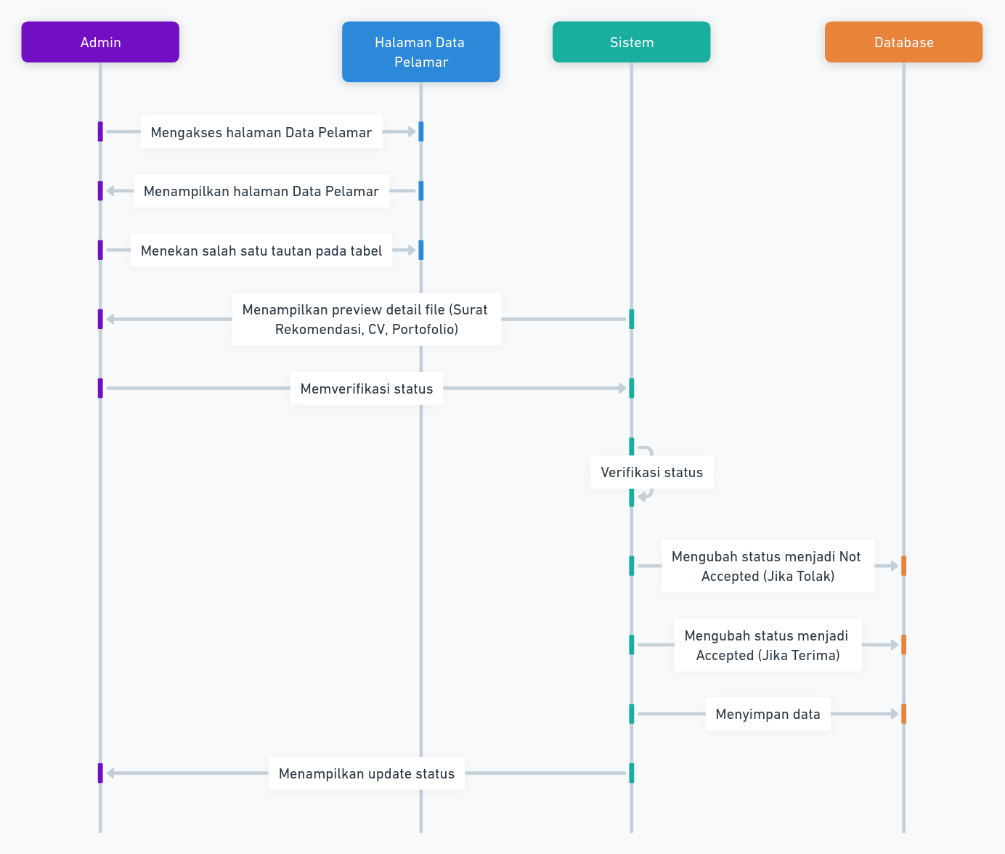 Admin
Halaman Data
Pelamar
Sistem
Database
Mengakses halaman Data Pelamar
Menampilkan halaman Data Pelamar
Menekan salah satu tautan pada tabel
Menampilkan preview detail file (Surat
Rekomendasi, CV, Portofolio)
Memverifikasi status
Verifikasi status
Mengubah status menjadi Not
Accepted (Jika Tolak)
Mengubah status menjadi
Accepted (Jika Terima)
Menyimpan data
Menampilkan update status